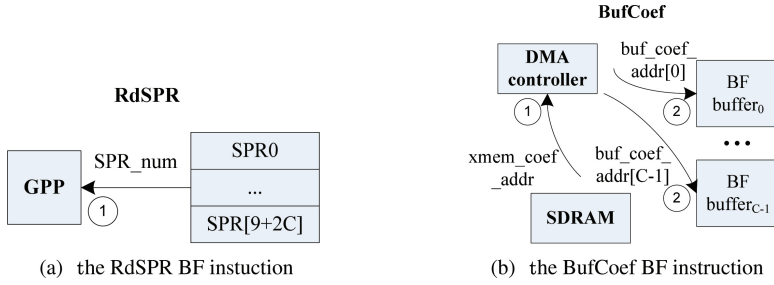 RdSPR
GPP
SPR_num
1
SPR0
...
SPR[9+2C]
(a) the RdSPR BF instuction
BufCoef
DMA
controller
1
buf_coef_
addr[0]
2
BF
buffer0
...
xmem_coef
_addr
buf_coef_
addr[C-1]
2
BF
bufferC-1
SDRAM
(b) the BufCoef BF instruction